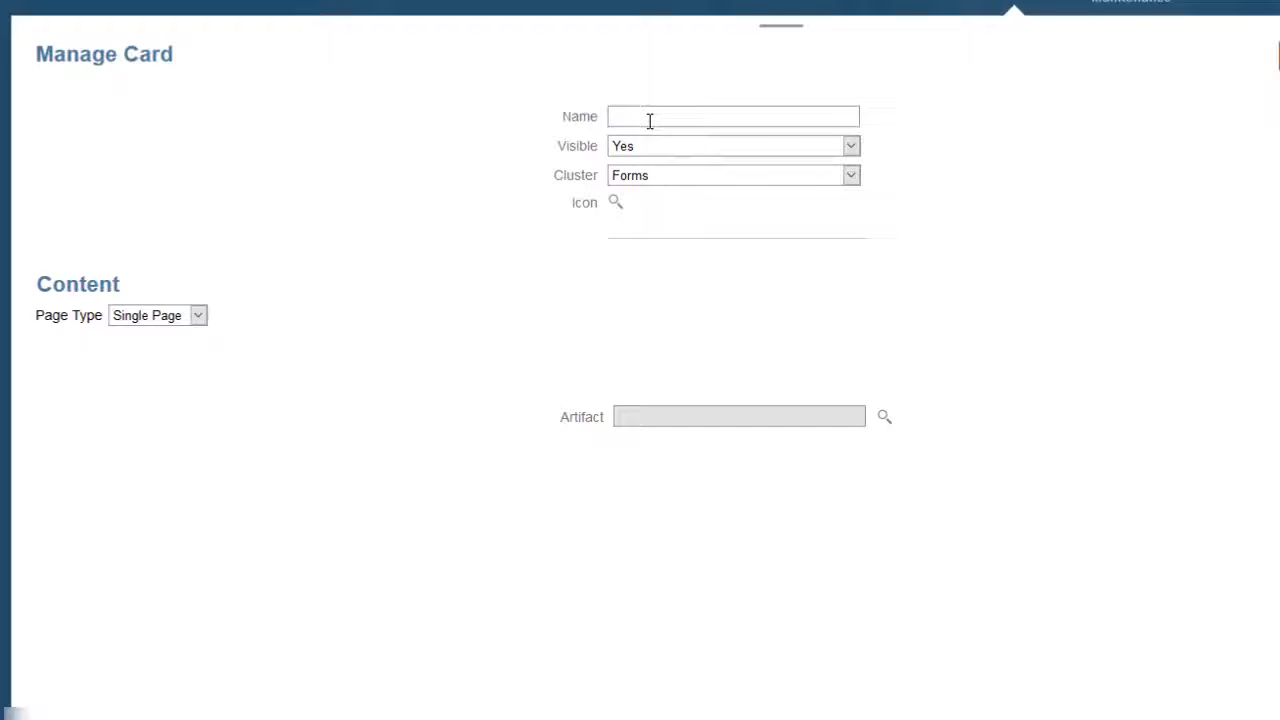 Manage Card
Name
Visible Yes
Cluster Forms
Icon
Content
Page Type Single Page
Artifact